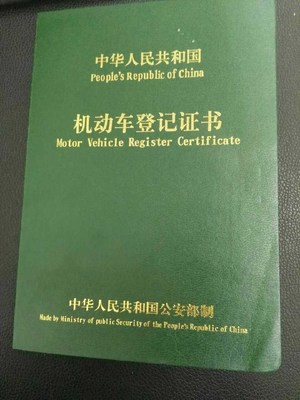 中华人民共和国
People's Republic of China
机动车登记证书
Motor Vehicle Register Certificate
中华人民共和国公安部制
Made by Ministry of public Security of the People's Republic of China